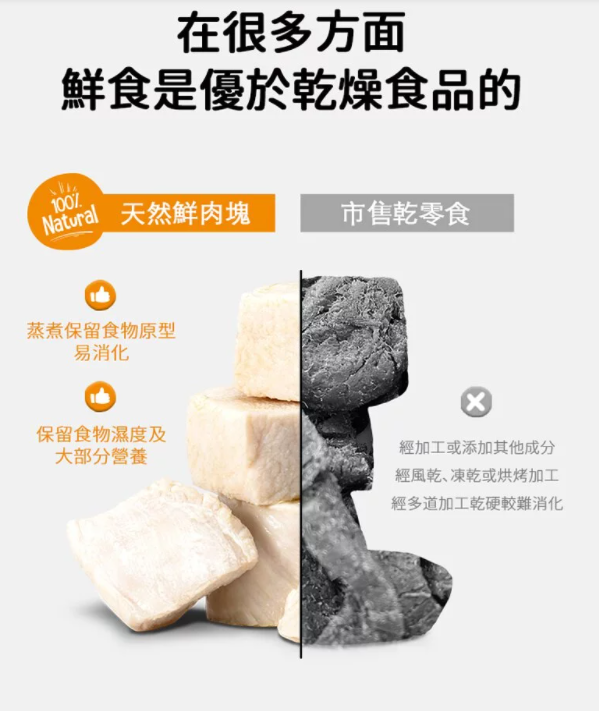 在很多方面
鮮食是優於乾燥食品的
100%
Natural
天然鮮肉塊
市售乾零食
蒸煮保留食物原型
易消化
保留食物濕度及
大部分營養
經加工或添加其他成分
經風乾、凍乾或烘烤加工
經多道加工乾硬較難消化